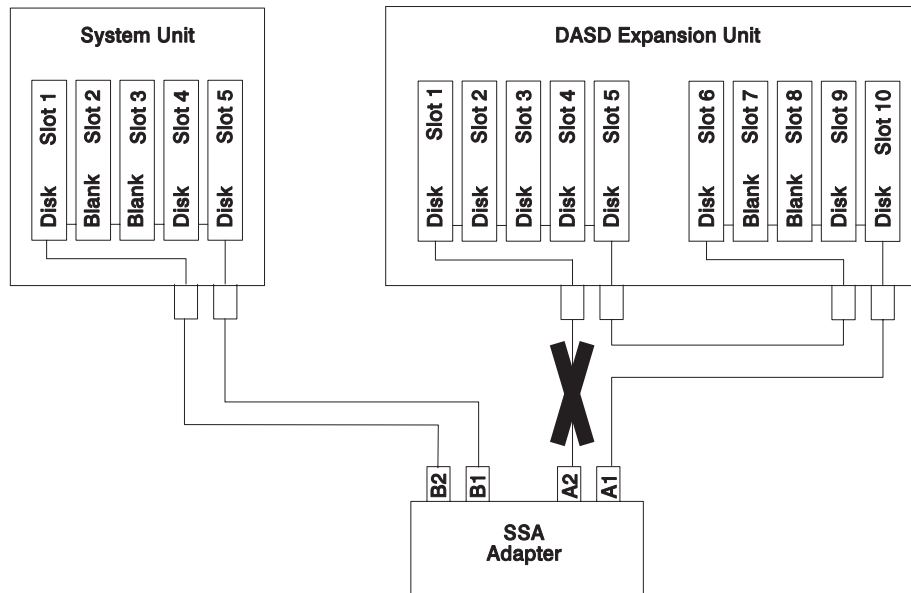 System Unit
DASD Expansion Unit
Disk Slot 1
Blank Slot 2
Blank Slot 3
Disk Slot 4
Disk Slot 5
Disk Slot 1
Disk Slot 2
Disk Slot 3
Disk Slot 4
Disk Slot 5
Disk Slot 6
Blank Slot 7
Blank Slot 8
Disk Slot 9
Disk Slot 10
B2
B1
A2
A1
SSA
Adapter